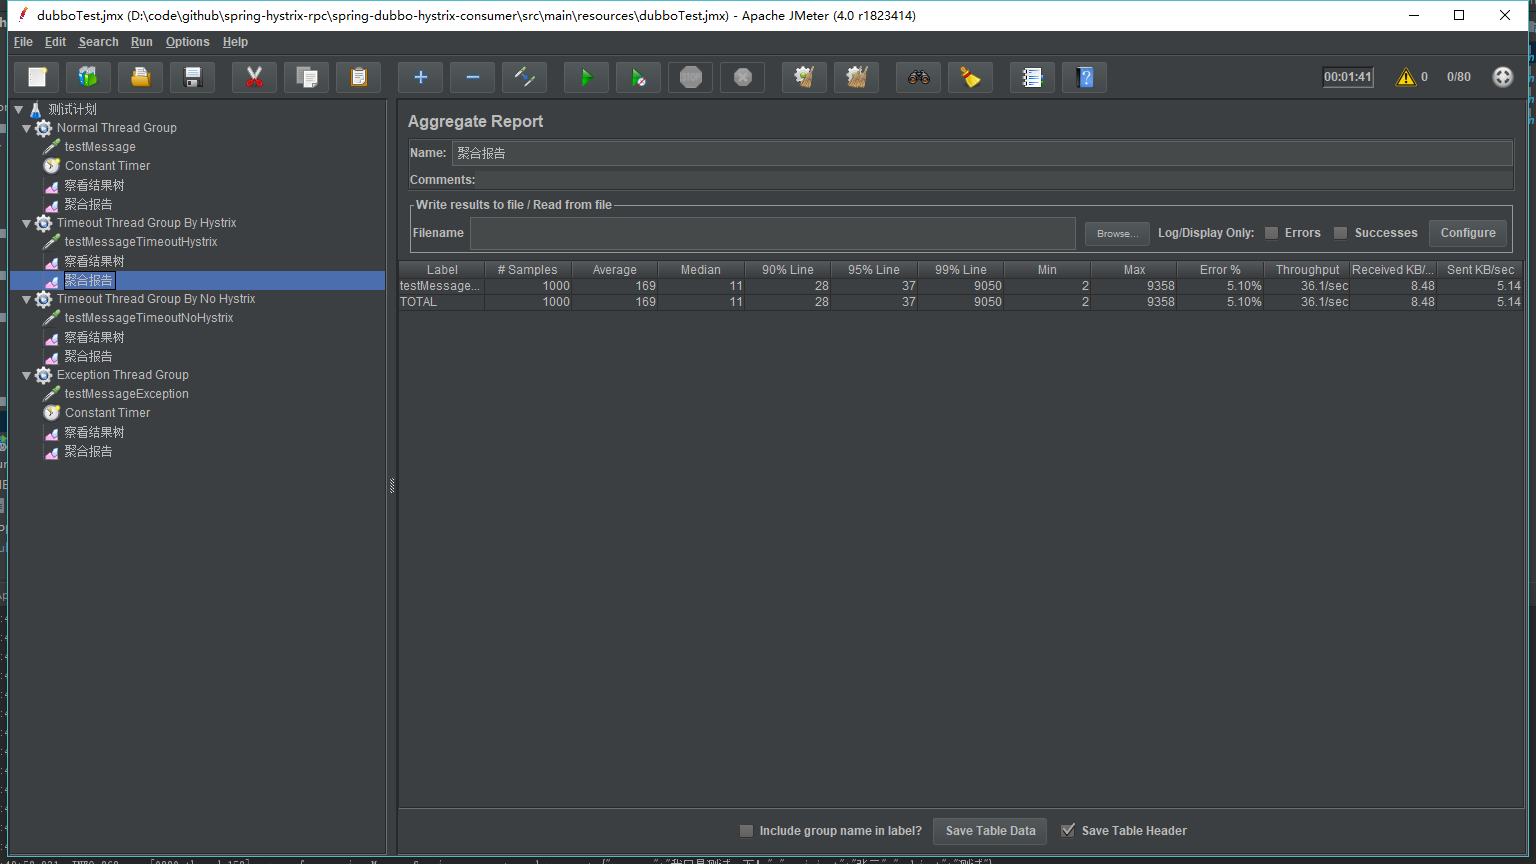 dubboTest.jmx (D:\code\github\spring-hystrix-rpc\spring-dubbo-hystrix-consumer\src\main\resources\dubboTest.jmx) - Apache JMeter (4.0 r1823414)
File Edit Search Run Options Help
STOP 00:01:41 0 0/80
测试计划
Normal Thread Group
testMessage
Constant Timer
察看结果树
聚合报告
Timeout Thread Group By Hystrix
testMessageTimeoutHystrix
察看结果树
聚合报告
Timeout Thread Group By No Hystrix
testMessageTimeoutNoHystrix
察看结果树
聚合报告
Exception Thread Group
testMessageException
Constant Timer
察看结果树
聚合报告
Aggregate Report
Name: 聚合报告
Comments:
Write results to file / Read from file
Filename Browse... Log/Display Only: Errors Successes Configure
Label # Samples Average Median 90% Line 95% Line 99% Line Min Max Error % Throughput Received KB/... Sent KB/sec
testMessage... 1000 169 11 28 37 9050 2 9358 5.10% 36.1/sec 8.48 5.14
TOTAL 1000 169 11 28 37 9050 2 9358 5.10% 36.1/sec 8.48 5.14
Include group name in label? Save Table Data Save Table Header